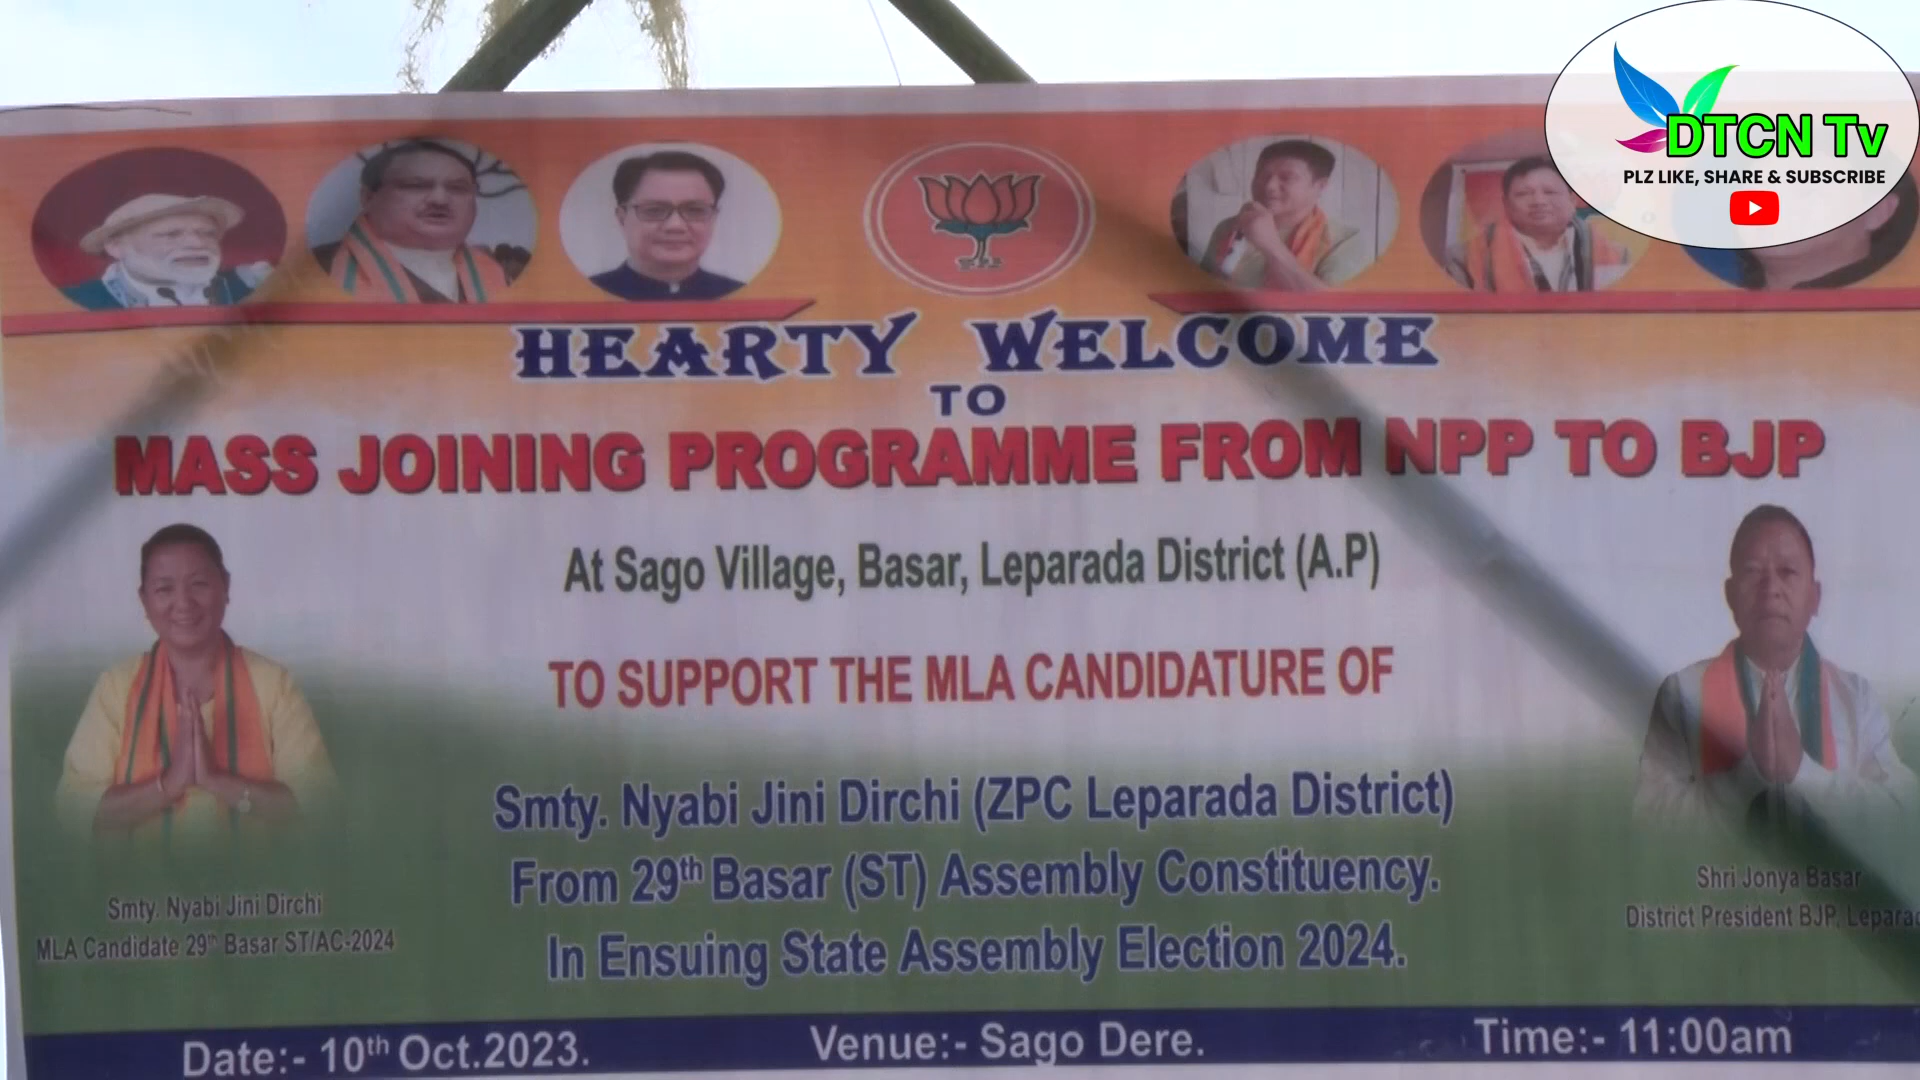 DTCN Tv
PLZ LIKE, SHARE & SUBSCRIBE
HEARTY WELCOME
TO
MASS JOINING PROGRAMME FROM NPP TO BJP
At Sago Village, Basar, Leparada District (A.P)
TO SUPPORT THE MLA CANDIDATURE OF
Smty. Nyabi Jini Dirchi (ZPC Leparada District)
From 29th Basar (ST) Assembly Constituency.
In Ensuing State Assembly Election 2024.
Smty. Nyabi Jini Dirchi
MLA Candidate 29th Basar ST/AC-2024
Shri Jonya Basar
District President BJP, Leparad
Date:- 10th Oct.2023.
Venue:- Sago Dere.
Time:- 11:00am